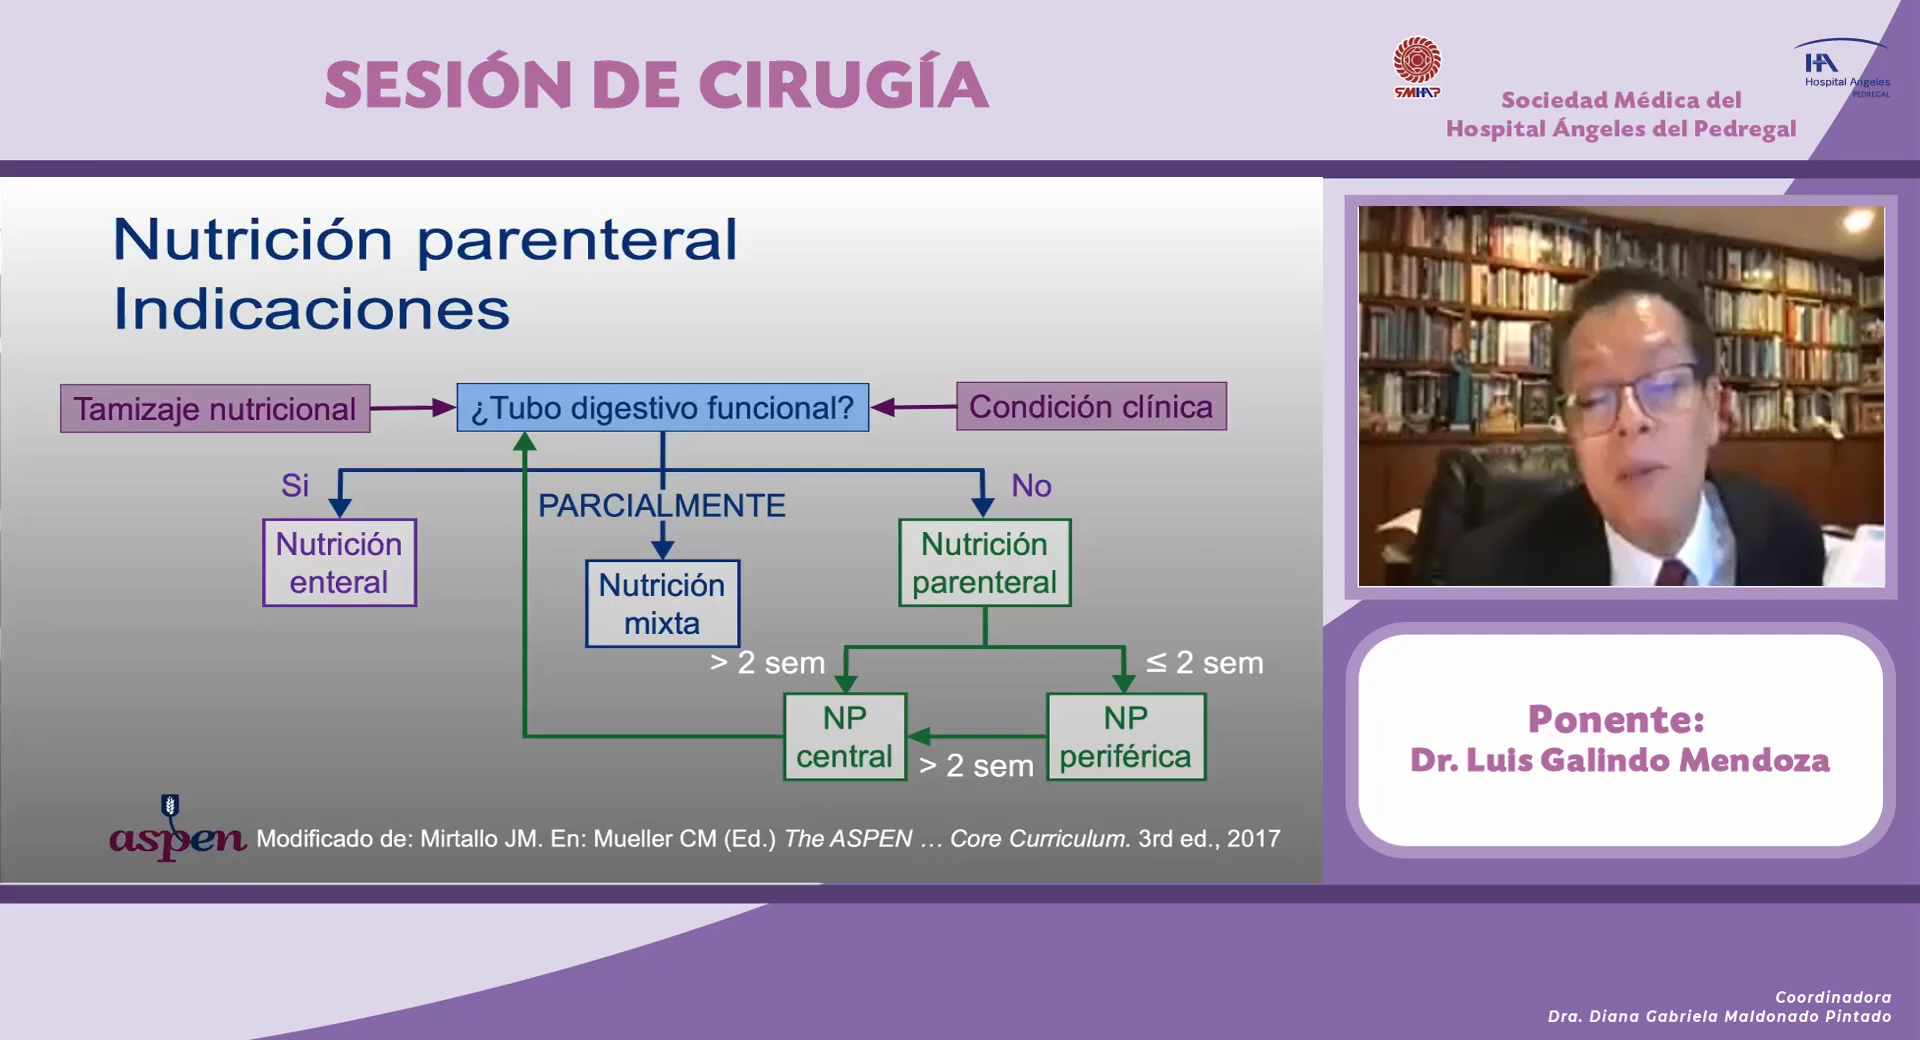 SESIÓN DE CIRUGÍA
SMHAP
Sociedad Médica del
Hospital Ángeles del Pedregal
HA
Hospital Angeles
PEDREGAL
Nutrición parenteral
Indicaciones
Tamizaje nutricional
¿Tubo digestivo funcional?
Condición clínica
Si
PARCIALMENTE
No
Nutrición
enteral
Nutrición
mixta
Nutrición
parenteral
> 2 sem
≤ 2 sem
NP
central
> 2 sem
NP
periférica
aspen
Modificado de: Mirtallo JM. En: Mueller CM (Ed.) The ASPEN … Core Curriculum. 3rd ed., 2017
Ponente:
Dr. Luis Galindo Mendoza
Coordinadora
Dra. Diana Gabriela Maldonado Pintado